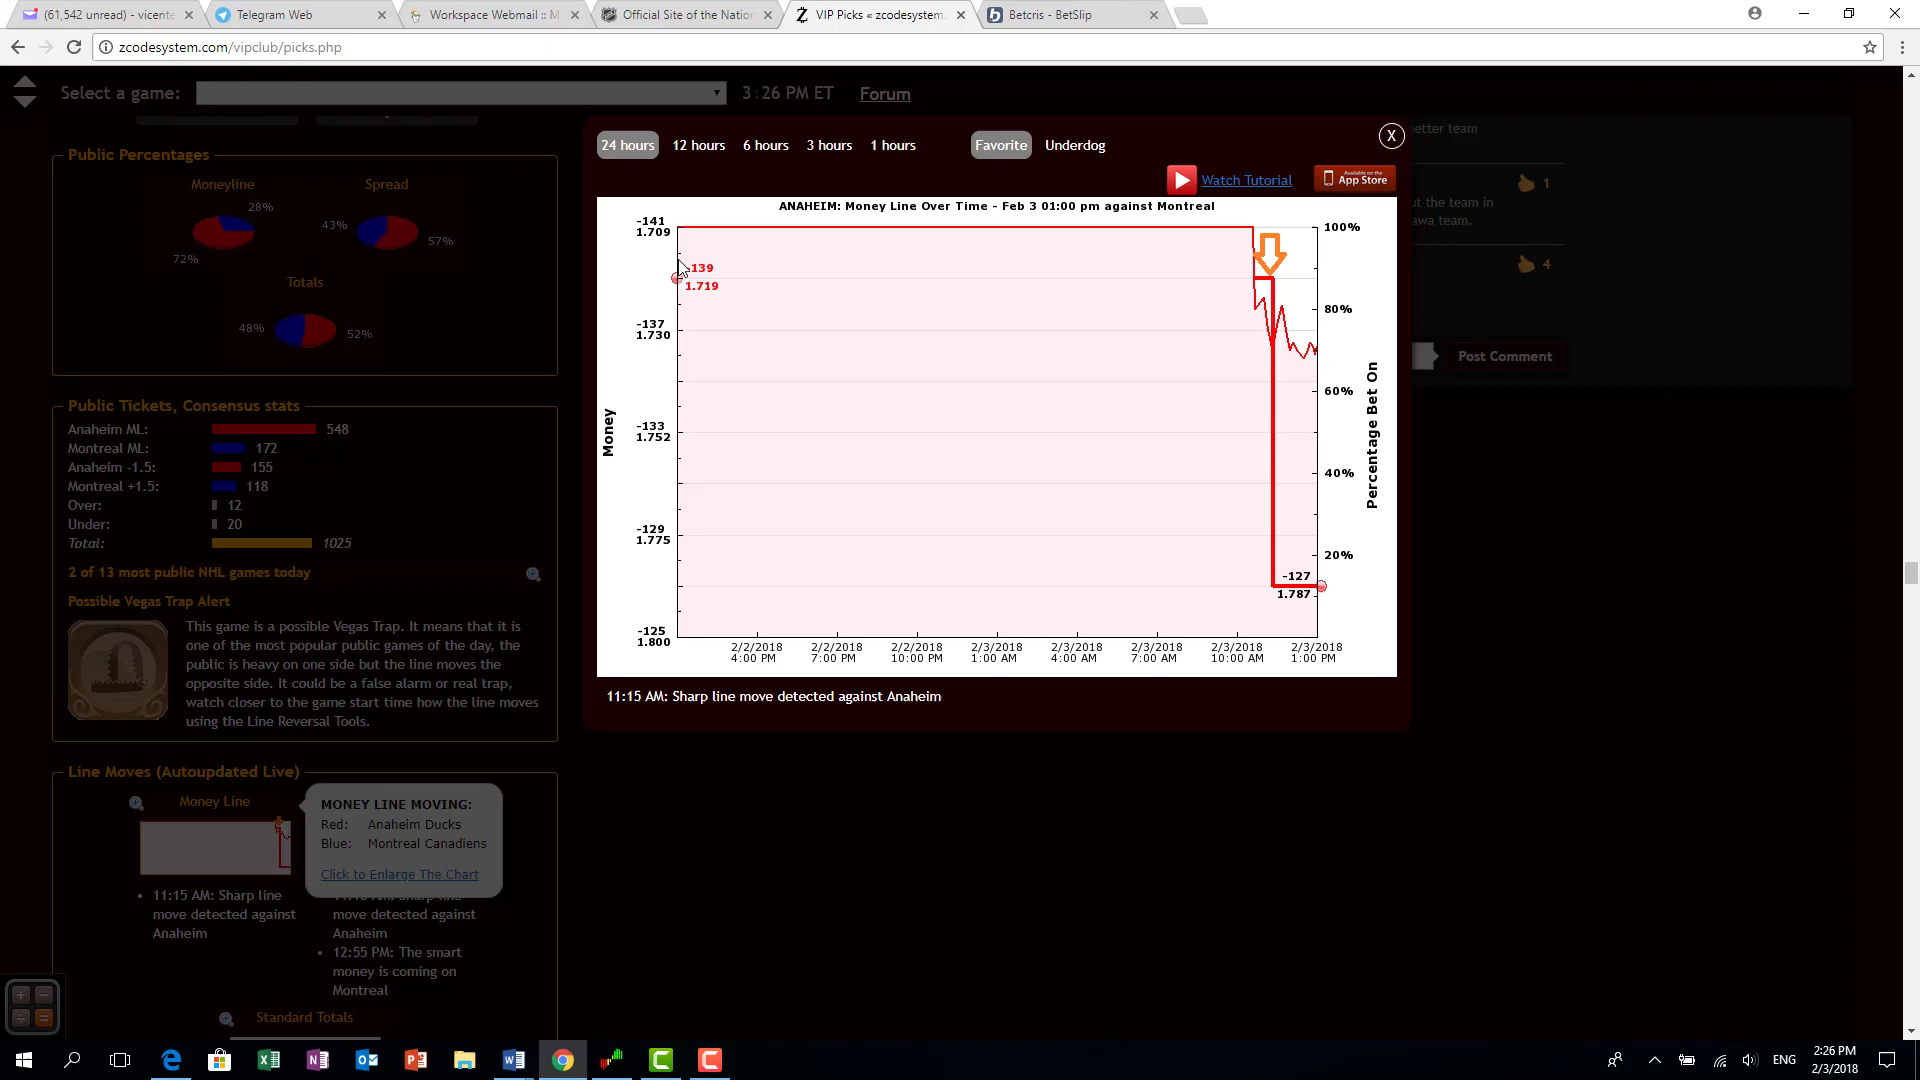 (61,542 unread) - vicente
Telegram Web
Workspace Webmail :: M
Official Site of the Nation
VIP Picks « zcodesystem.
Betcris - BetSlip
zcodesystem.com/vipclub/picks.php
Select a game:
3:26 PM ET
Forum
Public Percentages
Moneyline
Spread
28%
72%
43%
57%
Totals
48%
52%
Public Tickets, Consensus stats
Anaheim ML: 548
Montreal ML: 172
Anaheim -1.5: 155
Montreal +1.5: 118
Over: 12
Under: 20
Total: 1025
2 of 13 most public NHL games today
Possible Vegas Trap Alert
This game is a possible Vegas Trap. It means that it is
one of the most popular public games of the day, the
public is heavy on one side but the line moves the
opposite side. It could be a false alarm or real trap,
watch closer to the game start time how the line moves
using the Line Reversal Tools.
Line Moves (Autoupdated Live)
Money Line
MONEY LINE MOVING:
Red: Anaheim Ducks
Blue: Montreal Canadiens
Click to Enlarge The Chart
11:15 AM: Sharp line
move detected against
Anaheim
move detected against
Anaheim
12:55 PM: The smart
money is coming on
Montreal
Standard Totals
24 hours
12 hours
6 hours
3 hours
1 hours
Favorite
Underdog
X
Watch Tutorial
Available on the
App Store
ANAHEIM: Money Line Over Time - Feb 3 01:00 pm against Montreal
Money
-141
1.709
-139
1.719
-137
1.730
-133
1.752
-129
1.775
-125
1.800
-127
1.787
100%
80%
60%
40%
20%
Percentage Bet On
2/2/2018
4:00 PM
2/2/2018
7:00 PM
2/2/2018
10:00 PM
2/3/2018
1:00 AM
2/3/2018
4:00 AM
2/3/2018
7:00 AM
2/3/2018
10:00 AM
2/3/2018
1:00 PM
11:15 AM: Sharp line move detected against Anaheim
etter team
1
ut the team in
awa team.
4
Post Comment
ENG
2:26 PM
2/3/2018